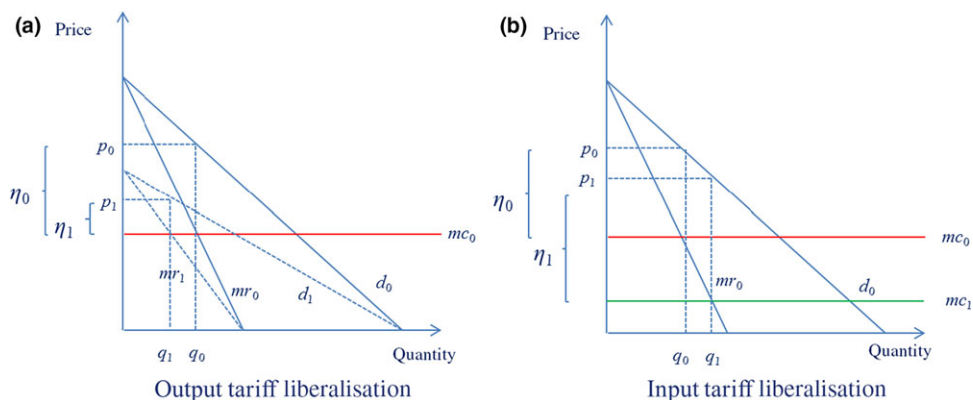 (a)
Price
p₀
η₀
p₁
η₁
mc₀
mr₁
mr₀
d₁
d₀
q₁
q₀
Quantity
Output tariff liberalisation
(b)
Price
p₀
η₀
p₁
mc₀
η₁
mr₀
d₀
mc₁
q₀
q₁
Quantity
Input tariff liberalisation